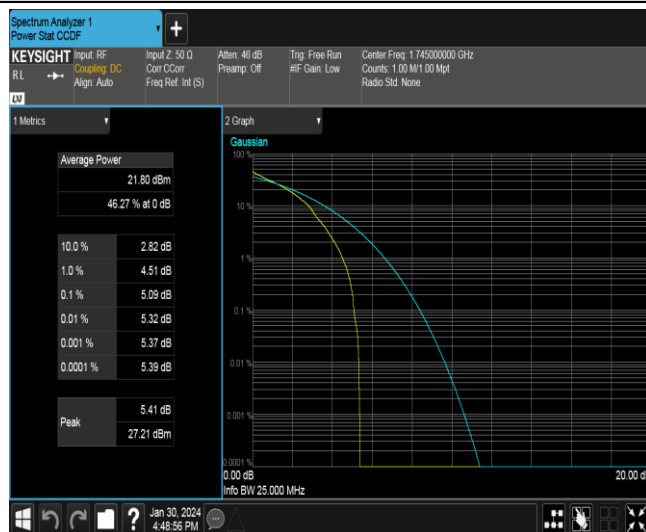 Spectrum Analyzer 1
Power Stat CCDF
+
KEYSIGHT
RL
LXI
Input: RF
Coupling: DC
Align: Auto
Input Z: 50 Ω
Corr CCorr
Freq Ref: Int (S)
Atten: 46 dB
Preamp: Off
Trig: Free Run
#IF Gain: Low
Center Freq: 1.745000000 GHz
Counts: 1.00 M/1.00 Mpt
Radio Std: None
1 Metrics
Average Power
21.80 dBm
46.27 % at 0 dB
10.0 % 2.82 dB
1.0 % 4.51 dB
0.1 % 5.09 dB
0.01 % 5.32 dB
0.001 % 5.37 dB
0.0001 % 5.39 dB
Peak
5.41 dB
27.21 dBm
2 Graph
Gaussian
100 %
10 %
1 %
0.1 %
0.01 %
0.001 %
0.0001 %
0.00 dB
20.00 d
Info BW 25.000 MHz
?
Jan 30, 2024
4:48:56 PM